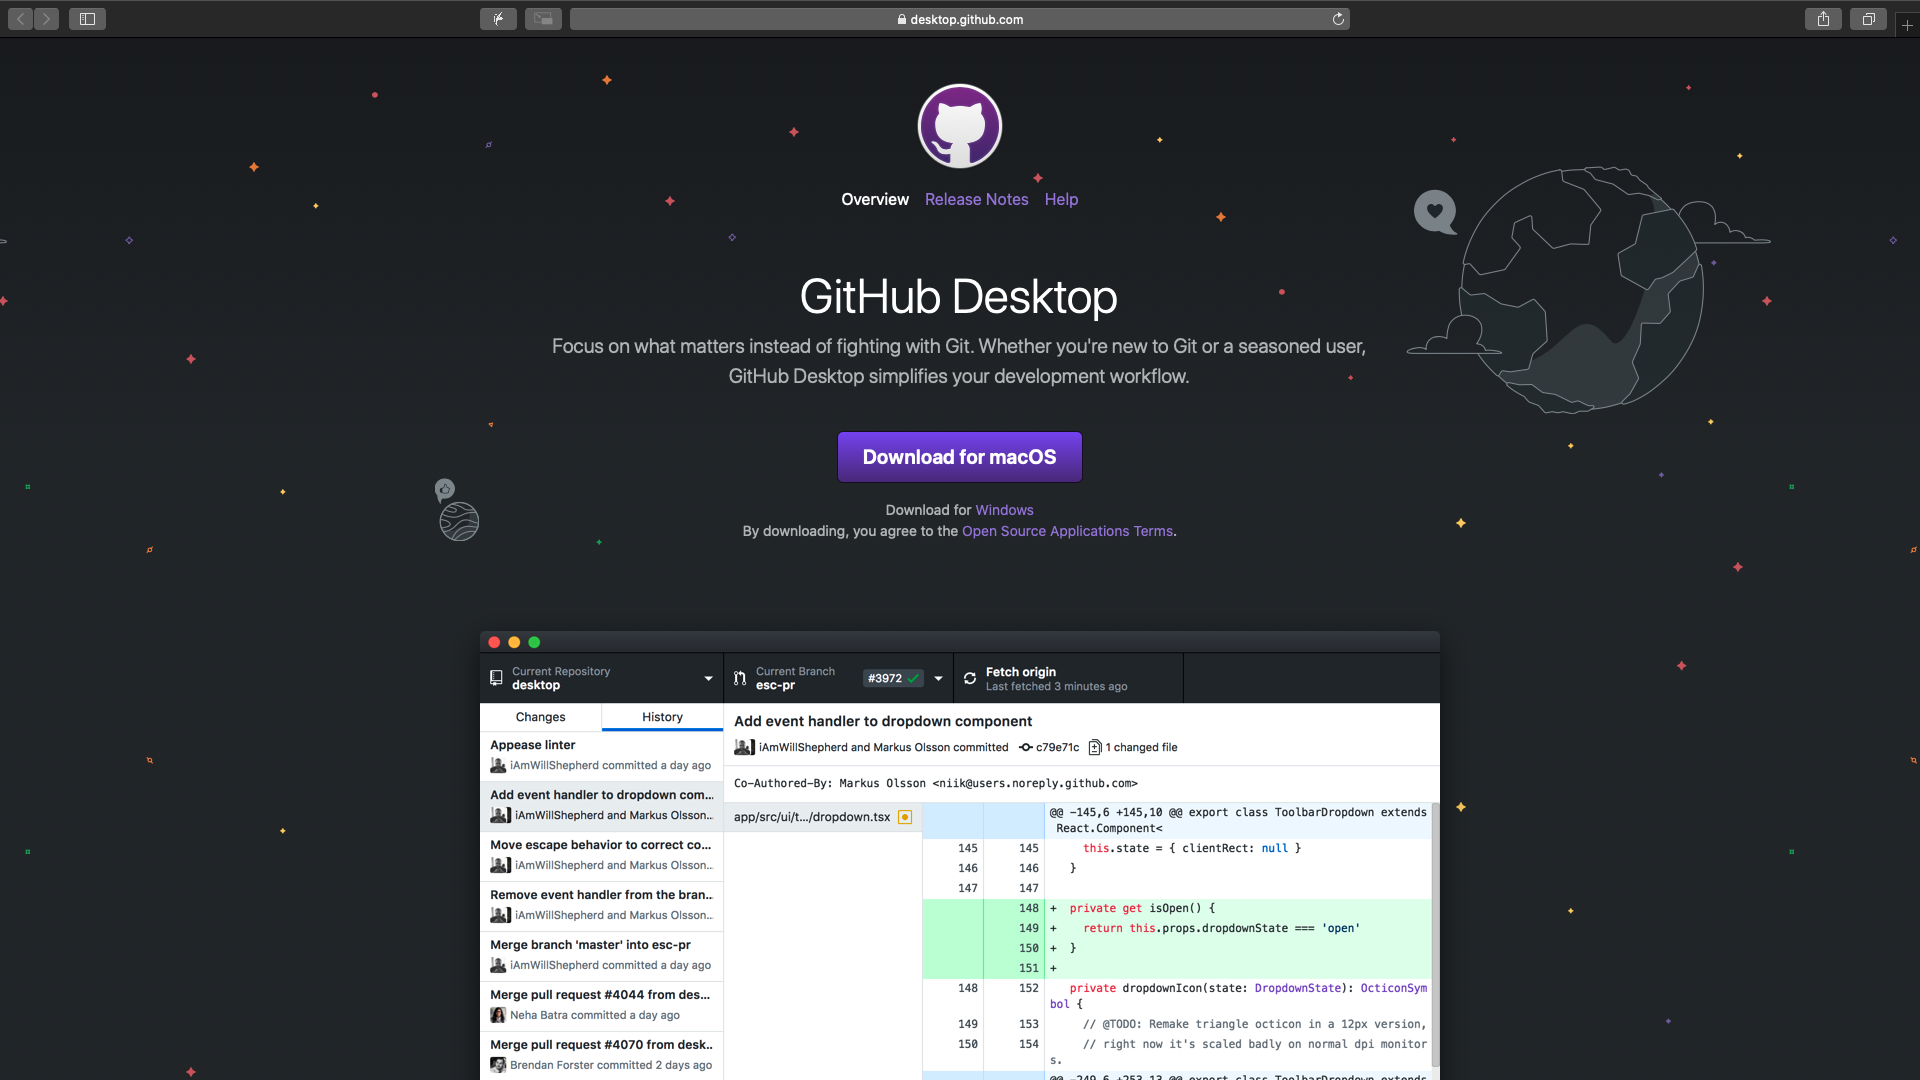 desktop.github.com
Overview Release Notes Help
GitHub Desktop
Focus on what matters instead of fighting with Git. Whether you're new to Git or a seasoned user,
GitHub Desktop simplifies your development workflow.
Download for macOS
Download for Windows
By downloading, you agree to the Open Source Applications Terms.
Current Repository
desktop
Current Branch
esc-pr
#3972
Fetch origin
Last fetched 3 minutes ago
Changes History
Appease linter
iAmWillShepherd committed a day ago
Add event handler to dropdown com...
iAmWillShepherd and Markus Olsson...
Move escape behavior to correct co...
iAmWillShepherd and Markus Olsson...
Remove event handler from the bran...
iAmWillShepherd and Markus Olsson...
Merge branch 'master' into esc-pr
iAmWillShepherd committed a day ago
Merge pull request #4044 from des...
Neha Batra committed a day ago
Merge pull request #4070 from desk...
Brendan Forster committed 2 days ago
Add event handler to dropdown component
iAmWillShepherd and Markus Olsson committed c79e71c 1 changed file
Co-Authored-By: Markus Olsson <niik@users.noreply.github.com>
app/src/ui/t.../dropdown.tsx
@@ -145,6 +145,10 @@ export class ToolbarDropdown extends
React.Component<
145 145 this.state = { clientRect: null }
146 146 }
147 147
148 + private get isOpen() {
149 + return this.props.dropdownState === 'open'
150 + }
151 +
148 152 private dropdownIcon(state: DropdownState): OcticonSym
bol {
149 153 // @TODO: Remake triangle octicon in a 12px version,
150 154 // right now it's scaled badly on normal dpi monitor
s.
@@ -249,6 +253,13 @@ export class ToolbarDropdown extends